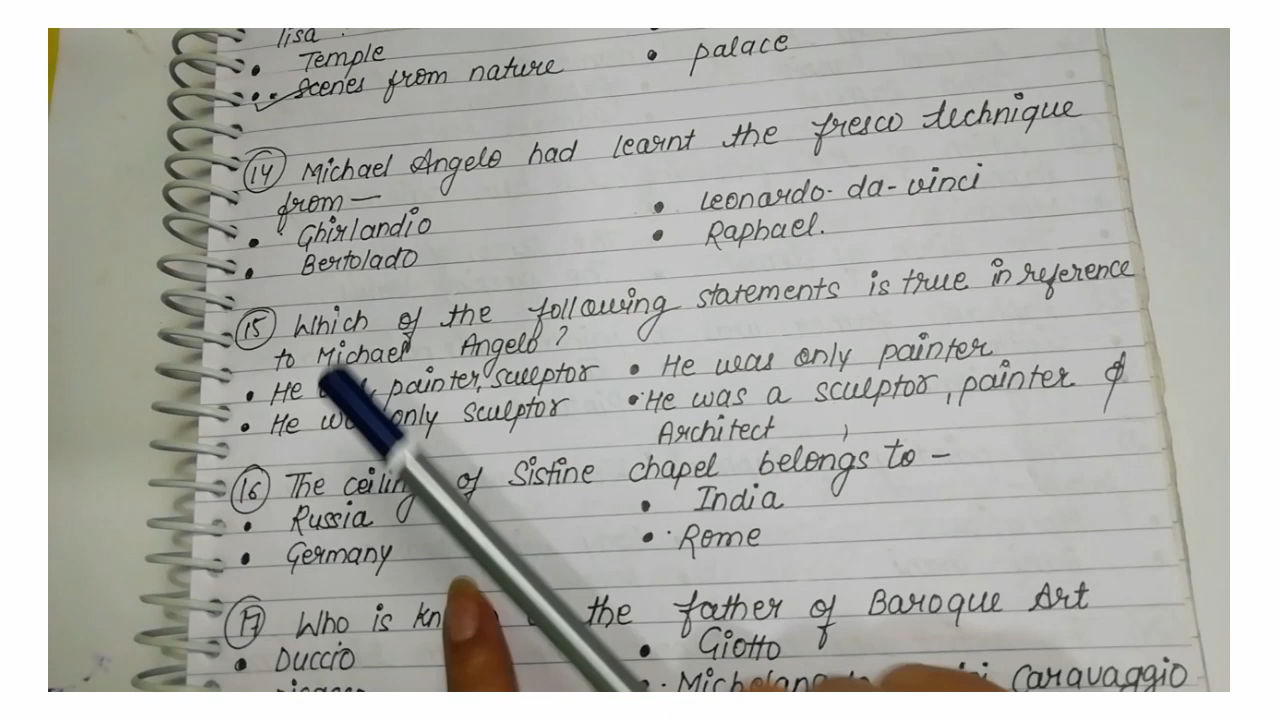 lisa.
• Temple • palace
• Scenes from nature
14 Michael Angelo had learnt the fresco technique
from —
• Ghirlandio • Leonardo-da-vinci
• Bertolado • Raphael.
15 Which of the following statements is true in reference
to Michael Angelo?
• He painter, sculptor • He was only painter
• He only sculptor • He was a sculptor, painter &
Architect
16 The ceiling of Sistine chapel belongs to —
• Russia • India
• Germany • Rome
17 Who is the father of Baroque Art
• Duccio • Giotto
Caravaggio